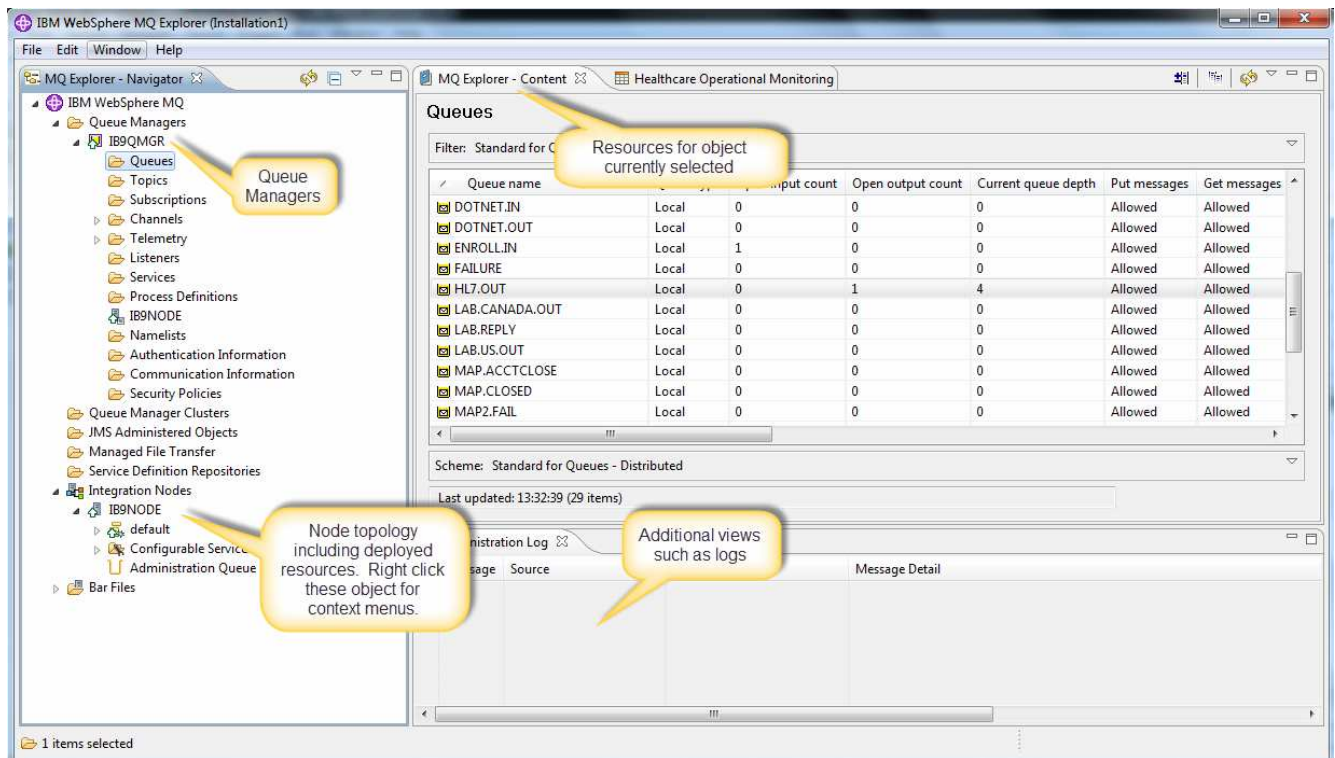 IBM WebSphere MQ Explorer (Installation1)
File Edit Window Help
MQ Explorer - Navigator
IBM WebSphere MQ
Queue Managers
IB9QMGR
Queues
Topics
Subscriptions
Channels
Telemetry
Listeners
Services
Process Definitions
IB9NODE
Namelists
Authentication Information
Communication Information
Security Policies
Queue Manager Clusters
JMS Administered Objects
Managed File Transfer
Service Definition Repositories
Integration Nodes
IB9NODE
default
Configurable Servic
Administration Queue
Bar Files
Queue
Managers
Node topology
including deployed
resources. Right click
these object for
context menus.
MQ Explorer - Content Healthcare Operational Monitoring
Queues
Filter: Standard for
Resources for object
currently selected
Queue name input count Open output count Current queue depth Put messages Get messages
DOTNET.IN Local 0 0 0 Allowed Allowed
DOTNET.OUT Local 0 0 0 Allowed Allowed
ENROLL.IN Local 1 0 0 Allowed Allowed
FAILURE Local 0 0 0 Allowed Allowed
HL7.OUT Local 0 1 4 Allowed Allowed
LAB.CANADA.OUT Local 0 0 0 Allowed Allowed
LAB.REPLY Local 0 0 0 Allowed Allowed
LAB.US.OUT Local 0 0 0 Allowed Allowed
MAP.ACCTCLOSE Local 0 0 0 Allowed Allowed
MAP.CLOSED Local 0 0 0 Allowed Allowed
MAP2.FAIL Local 0 0 0 Allowed Allowed
Scheme: Standard for Queues - Distributed
Last updated: 13:32:39 (29 items)
nistration Log
Additional views
such as logs
sage Source Message Detail
1 items selected